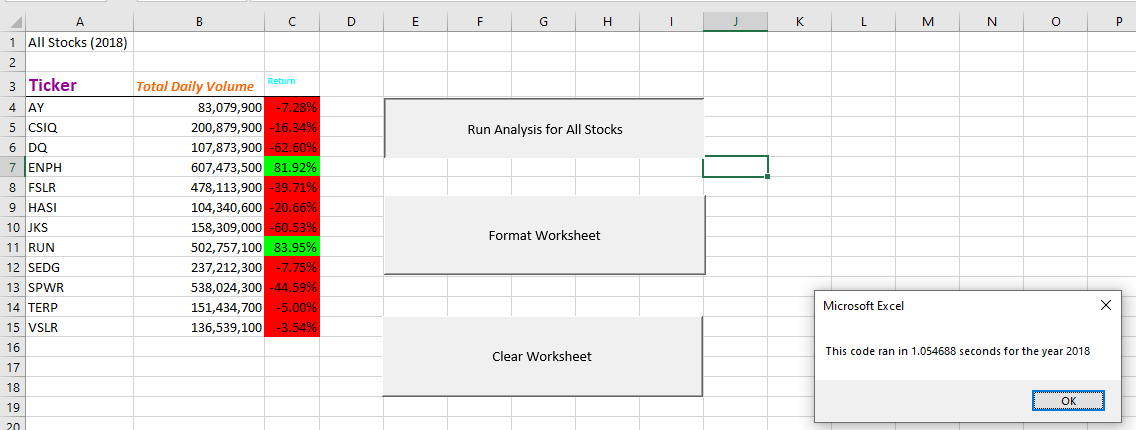 A B C D E F G H I J K L M N O P
1 All Stocks (2018)
2
3 Ticker Total Daily Volume Return
4 AY 83,079,900 -7.28%
5 CSIQ 200,879,900 -16.34%
6 DQ 107,873,900 -62.60%
7 ENPH 607,473,500 81.92%
8 FSLR 478,113,900 -39.71%
9 HASI 104,340,600 -20.66%
10 JKS 158,309,000 -60.53%
11 RUN 502,757,100 83.95%
12 SEDG 237,212,300 -7.75%
13 SPWR 538,024,300 -44.59%
14 TERP 151,434,700 -5.00%
15 VSLR 136,539,100 -3.54%
16
17
18
19
20
Run Analysis for All Stocks
Format Worksheet
Clear Worksheet
Microsoft Excel
This code ran in 1.054688 seconds for the year 2018
OK